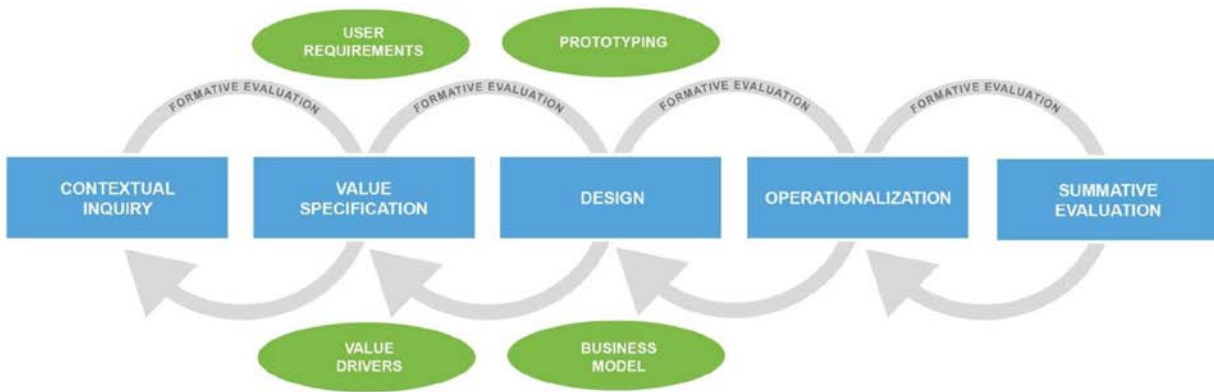 USER
REQUIREMENTS
PROTOTYPING
FORMATIVE EVALUATION
FORMATIVE EVALUATION
FORMATIVE EVALUATION
FORMATIVE EVALUATION
CONTEXTUAL
INQUIRY
VALUE
SPECIFICATION
DESIGN
OPERATIONALIZATION
SUMMATIVE
EVALUATION
VALUE
DRIVERS
BUSINESS
MODEL